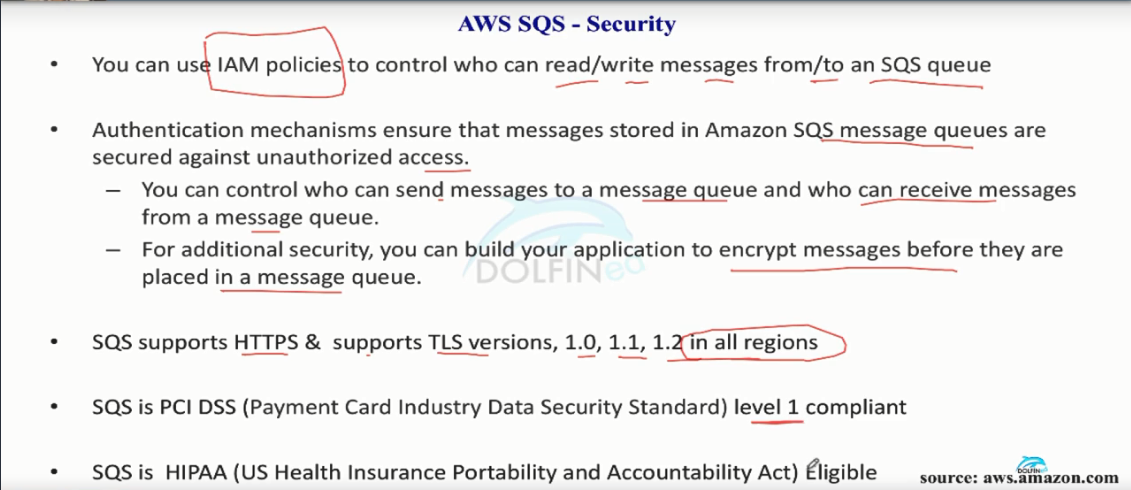 AWS SQS - Security
• You can use IAM policies to control who can read/write messages from/to an SQS queue
• Authentication mechanisms ensure that messages stored in Amazon SQS message queues are
secured against unauthorized access.
– You can control who can send messages to a message queue and who can receive messages
from a message queue.
– For additional security, you can build your application to encrypt messages before they are
placed in a message queue.
DOLFINed
• SQS supports HTTPS & supports TLS versions, 1.0, 1.1, 1.2 in all regions
• SQS is PCI DSS (Payment Card Industry Data Security Standard) level 1 compliant
• SQS is HIPAA (US Health Insurance Portability and Accountability Act) Eligible
DOLFIN
source: aws.amazon.com